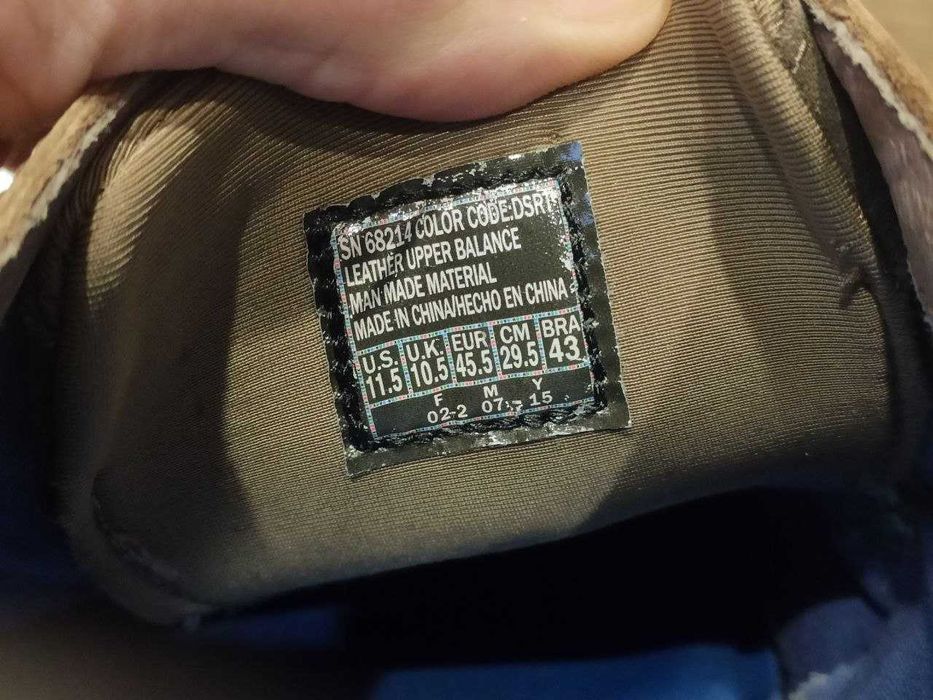 SN 68214 COLOR CODE:DSRT
LEATHER UPPER BALANCE
MAN MADE MATERIAL
MADE IN CHINA/HECHO EN CHINA
U.S. U.K. EUR CM BRA
11.5 10.5 45.5 29.5 43
F M Y
02-2 07 - 15